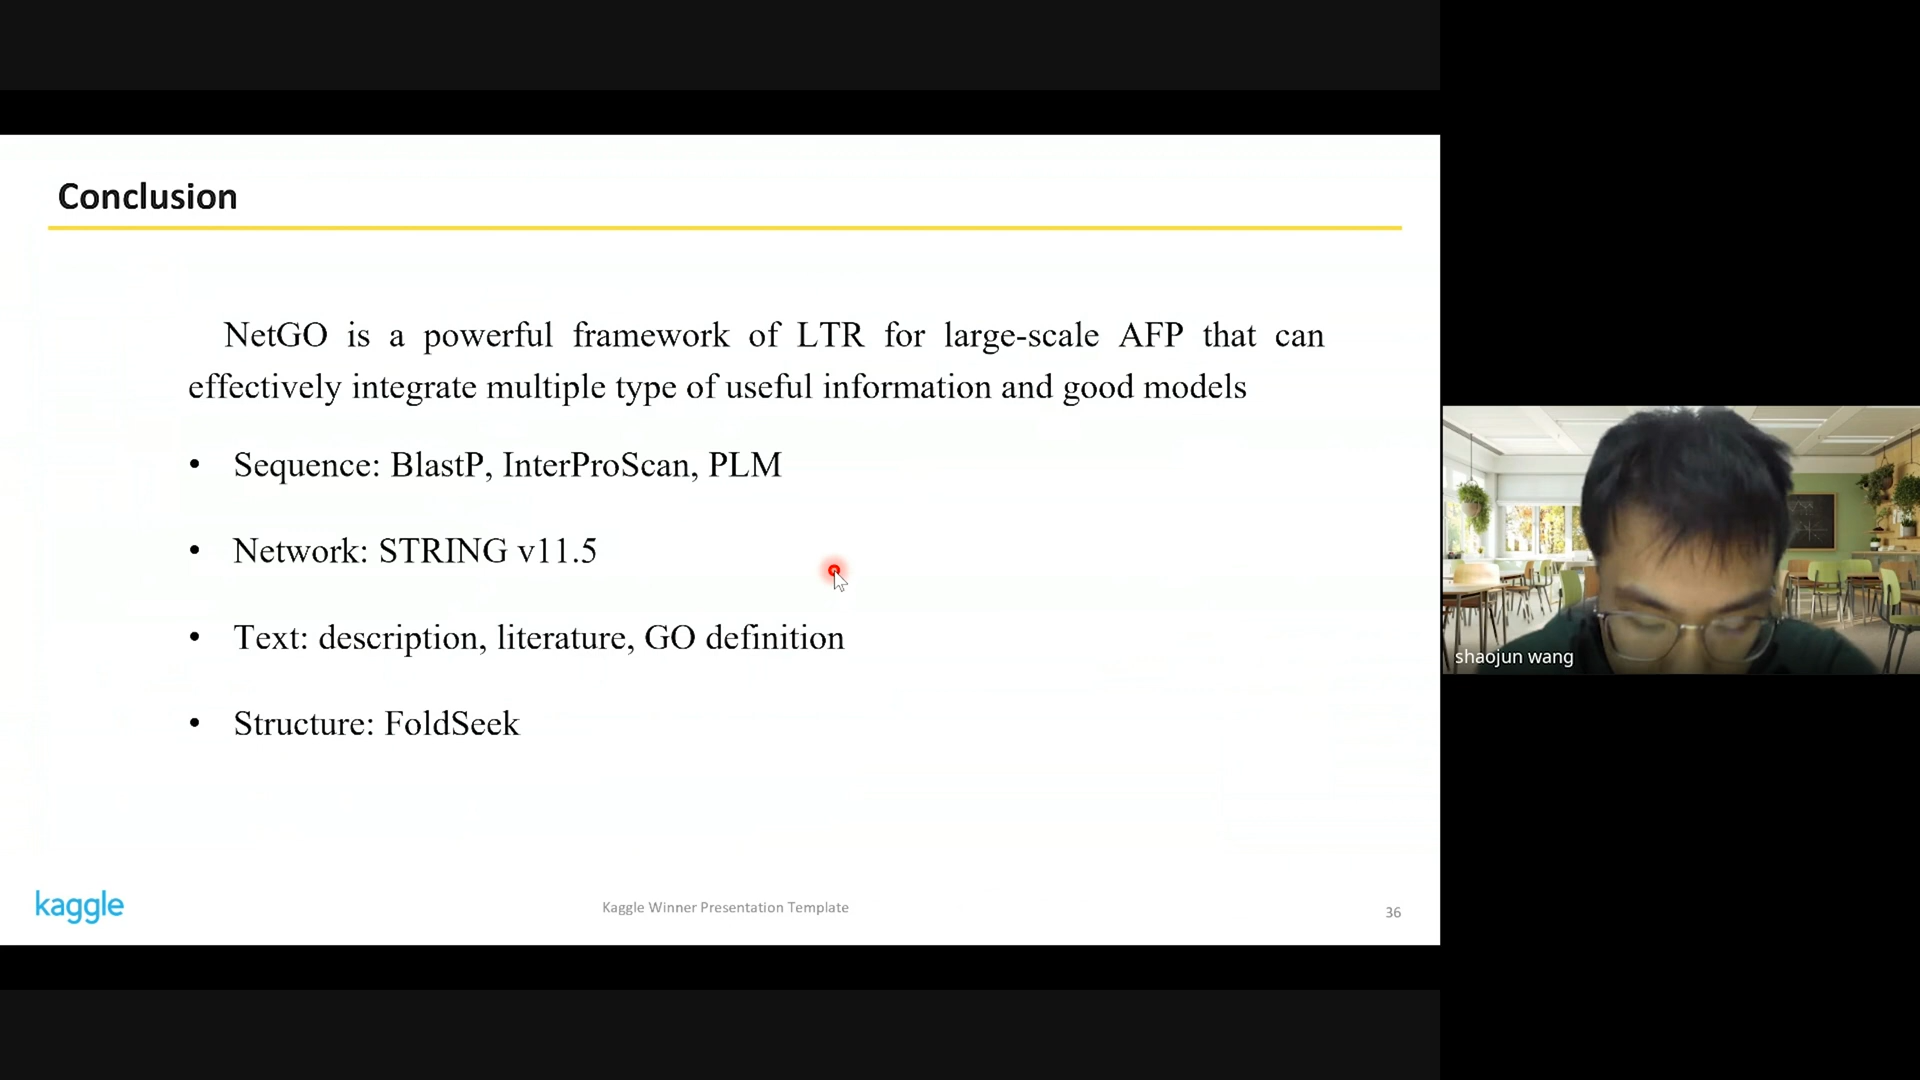 Conclusion
NetGO is a powerful framework of LTR for large-scale AFP that can
effectively integrate multiple type of useful information and good models
• Sequence: BlastP, InterProScan, PLM
• Network: STRING v11.5
• Text: description, literature, GO definition
• Structure: FoldSeek
shaojun wang
kaggle
Kaggle Winner Presentation Template
36